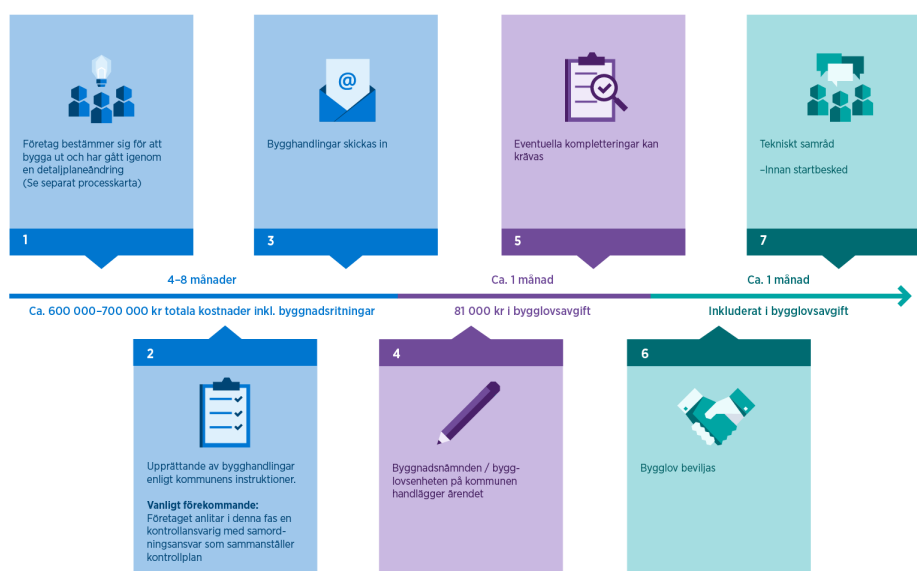 @
Företag bestämmer sig för att
bygga ut och har gått igenom
en detaljplaneändring
(Se separat processkarta)
1
Bygghandlingar skickas in
3
Eventuella kompletteringar kan
krävas
5
Tekniskt samråd
–Innan startbesked
7
4–8 månader
Ca. 1 månad
Ca. 1 månad
Ca. 600 000–700 000 kr totala kostnader inkl. byggnadsritningar
81 000 kr i bygglovsavgift
Inkluderat i bygglovsavgift
2
Upprättande av bygghandlingar
enligt kommunens instruktioner.
Vanligt förekommande:
Företaget anlitar i denna fas en
kontrollansvarig med samord-
ningsansvar som sammanställer
kontrollplan
4
Byggnadsnämnden / bygg-
lovsenheten på kommunen
handlägger ärendet
6
Bygglov beviljas